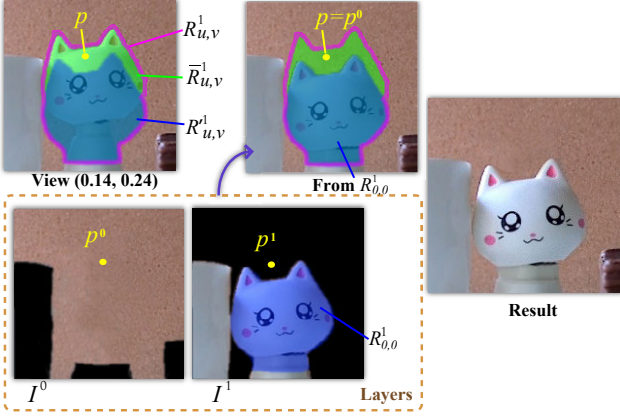 p
R¹u,v
R̅¹u,v
R'¹u,v
View (0.14, 0.24)
p=p⁰
From R¹0,0
p⁰
p¹
R¹0,0
I⁰
I¹
Layers
Result